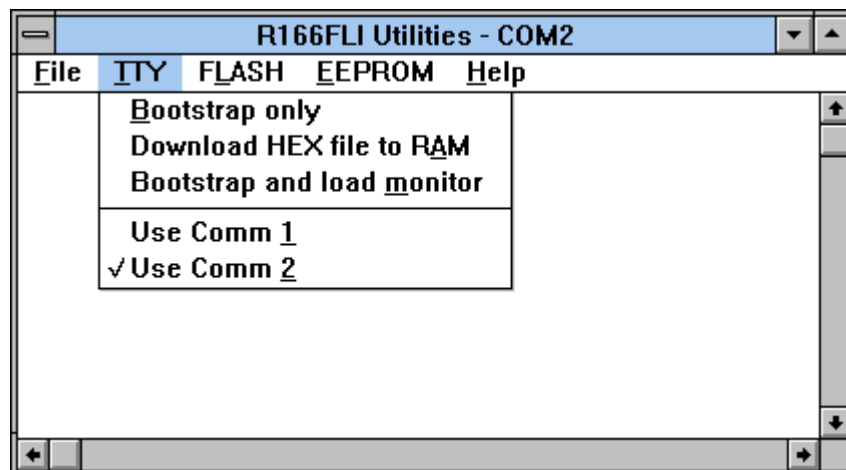 R166FLI Utilities - COM2
File TTY FLASH EEPROM Help
Bootstrap only
Download HEX file to RAM
Bootstrap and load monitor
Use Comm 1
√ Use Comm 2